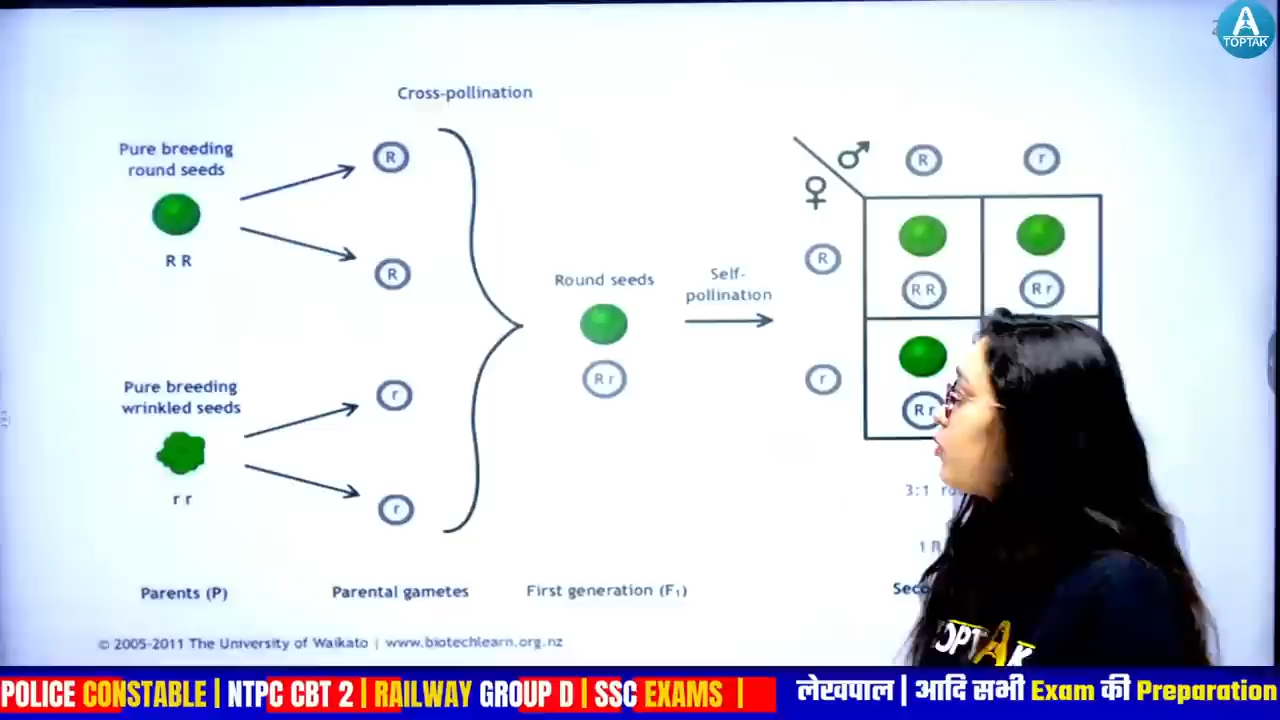 A
TOPTAK
Cross-pollination
Pure breeding
round seeds
R R
R
R
Pure breeding
wrinkled seeds
r r
r
r
Round seeds
R r
Self-
pollination
♂
♀
R
r
R
R R
R r
r
R r
3:1
1
Parents (P)
Parental gametes
First generation (F₁)
© 2005-2011 The University of Waikato | www.biotechlearn.org.nz
TOPTAK
POLICE CONSTABLE | NTPC CBT 2 | RAILWAY GROUP D | SSC EXAMS | लेखपाल | आदि सभी Exam की Preparation